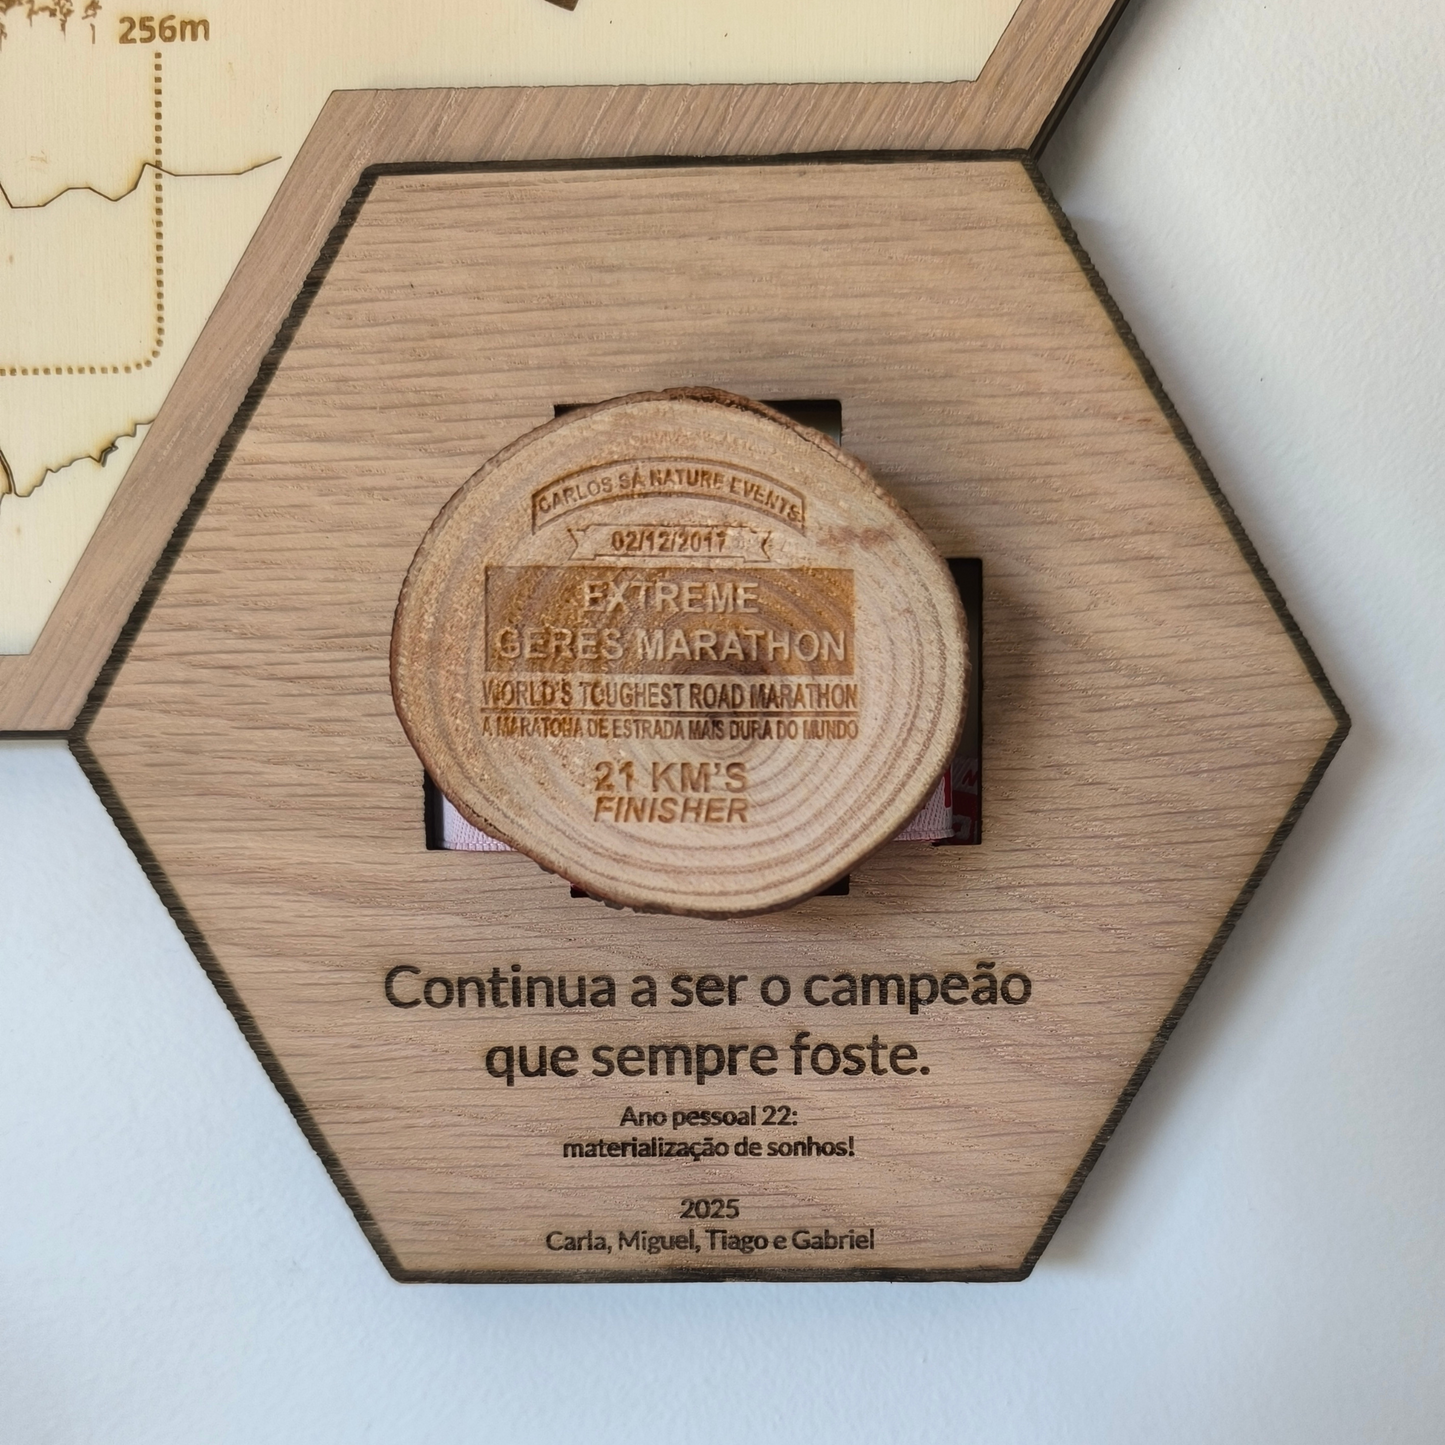 256m
CARLOS SÁ NATURE EVENTS
02/12/2017
EXTREME
GERÊS MARATHON
WORLD'S TOUGHEST ROAD MARATHON
A MARATONA DE ESTRADA MAIS DURA DO MUNDO
21 KM'S
FINISHER
Continua a ser o campeão
que sempre foste.
Ano pessoal 22:
materialização de sonhos!
2025
Carla, Miguel, Tiago e Gabriel